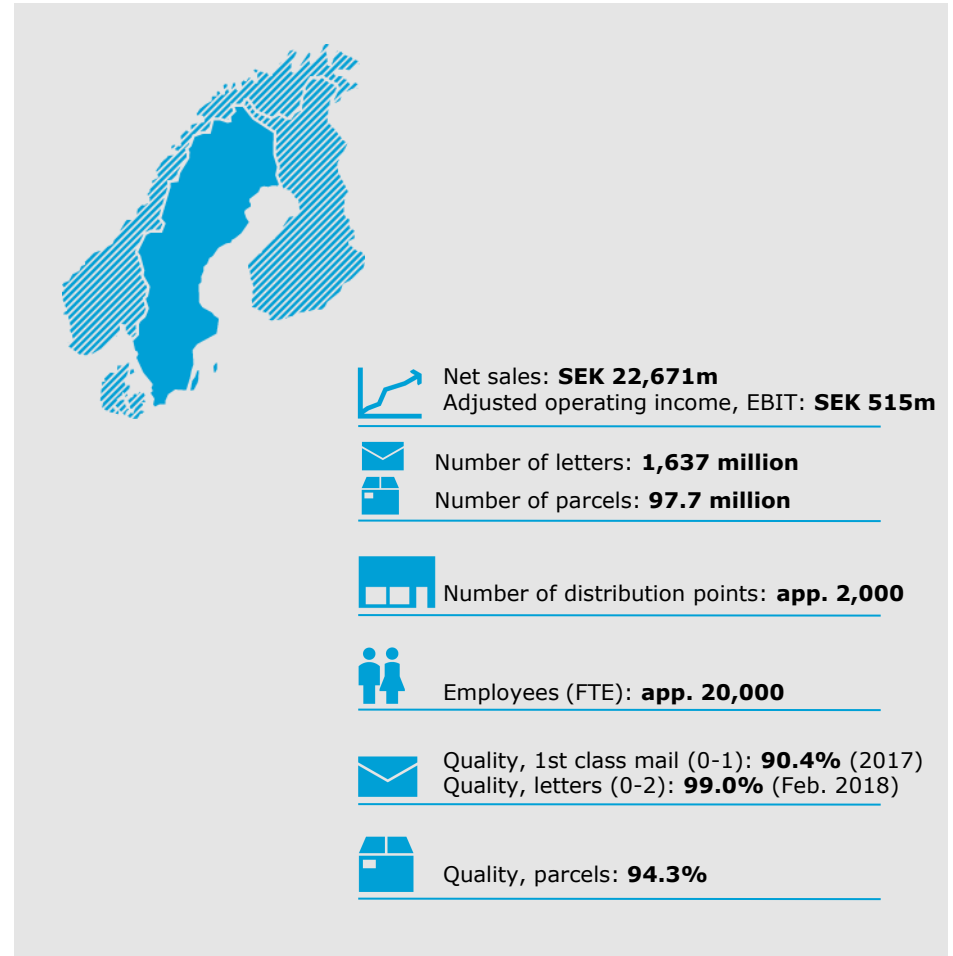 Net sales: SEK 22,671m
Adjusted operating income, EBIT: SEK 515m
Number of letters: 1,637 million
Number of parcels: 97.7 million
Number of distribution points: app. 2,000
Employees (FTE): app. 20,000
Quality, 1st class mail (0-1): 90.4% (2017)
Quality, letters (0-2): 99.0% (Feb. 2018)
Quality, parcels: 94.3%